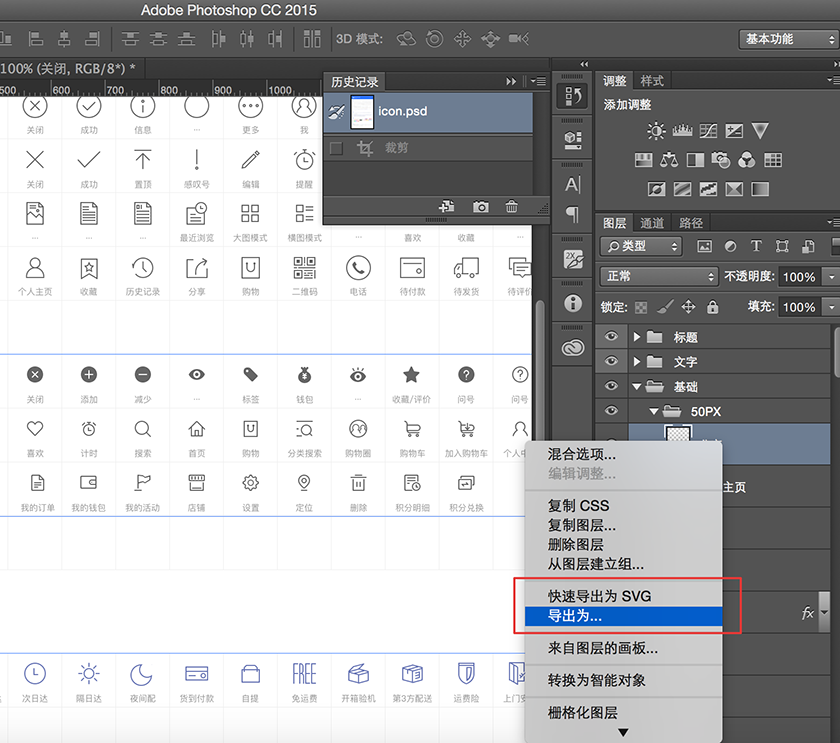 Adobe Photoshop CC 2015
3D 模式:
基本功能
100% (关闭, RGB/8*) *
500 600 700 800 900 1000
历史记录
icon.psd
裁剪
调整 样式
添加调整
图层 通道 路径
类型
正常 不透明度: 100%
锁定: 填充: 100%
标题
文字
基础
50PX
主页
fx
关闭 成功 信息 ... 更多 我
关闭 成功 置顶 感叹号 编辑 提醒
... ... ... 最近浏览 大图模式 横图模式 ... 喜欢 收藏 ...
个人主页 收藏 历史记录 分享 购物 二维码 电话 待付款 待发货 待评价
关闭 添加 减少 ... 标签 钱包 ... 收藏/评价 问号 问号
喜欢 计时 搜索 首页 购物 分类搜索 购物圈 购物车 加入购物车 个人中
我的订单 我的钱包 我的活动 店铺 设置 定位 删除 积分明细 积分兑换
FREE
次日达 隔日达 夜间配 货到付款 自提 免运费 开箱验机 第3方配送 运费险 上门安
混合选项...
编辑调整...
复制 CSS
复制图层...
删除图层
从图层建立组...
快速导出为 SVG
导出为...
来自图层的画板...
转换为智能对象
栅格化图层